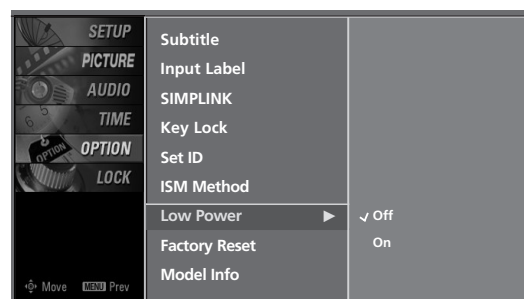 SETUP
PICTURE
AUDIO
TIME
OPTION
LOCK
Move MENU Prev
Subtitle
Input Label
SIMPLINK
Key Lock
Set ID
ISM Method
Low Power ▶
Factory Reset
Model Info
✓ Off
On
OPTION